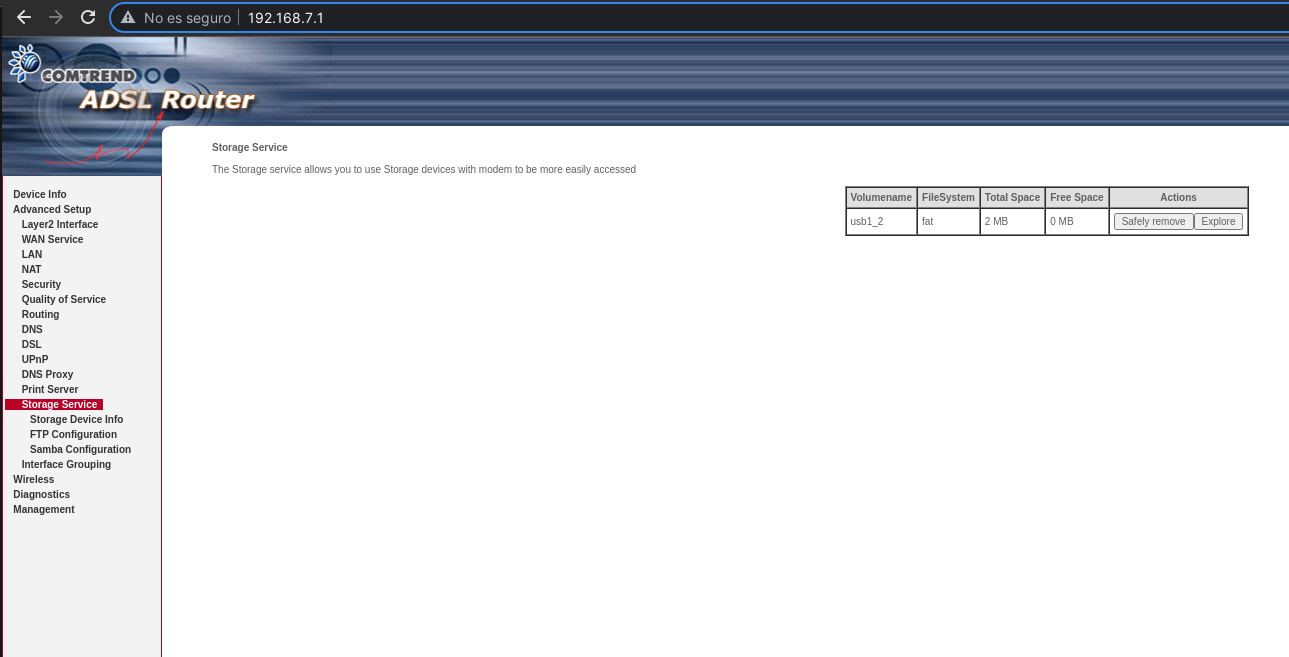 No es seguro | 192.168.7.1
COMTREND
ADSL Router
Storage Service
The Storage service allows you to use Storage devices with modem to be more easily accessed
Volumename FileSystem Total Space Free Space Actions
usb1_2 fat 2 MB 0 MB Safely remove Explore
Device Info
Advanced Setup
Layer2 Interface
WAN Service
LAN
NAT
Security
Quality of Service
Routing
DNS
DSL
UPnP
DNS Proxy
Print Server
Storage Service
Storage Device Info
FTP Configuration
Samba Configuration
Interface Grouping
Wireless
Diagnostics
Management